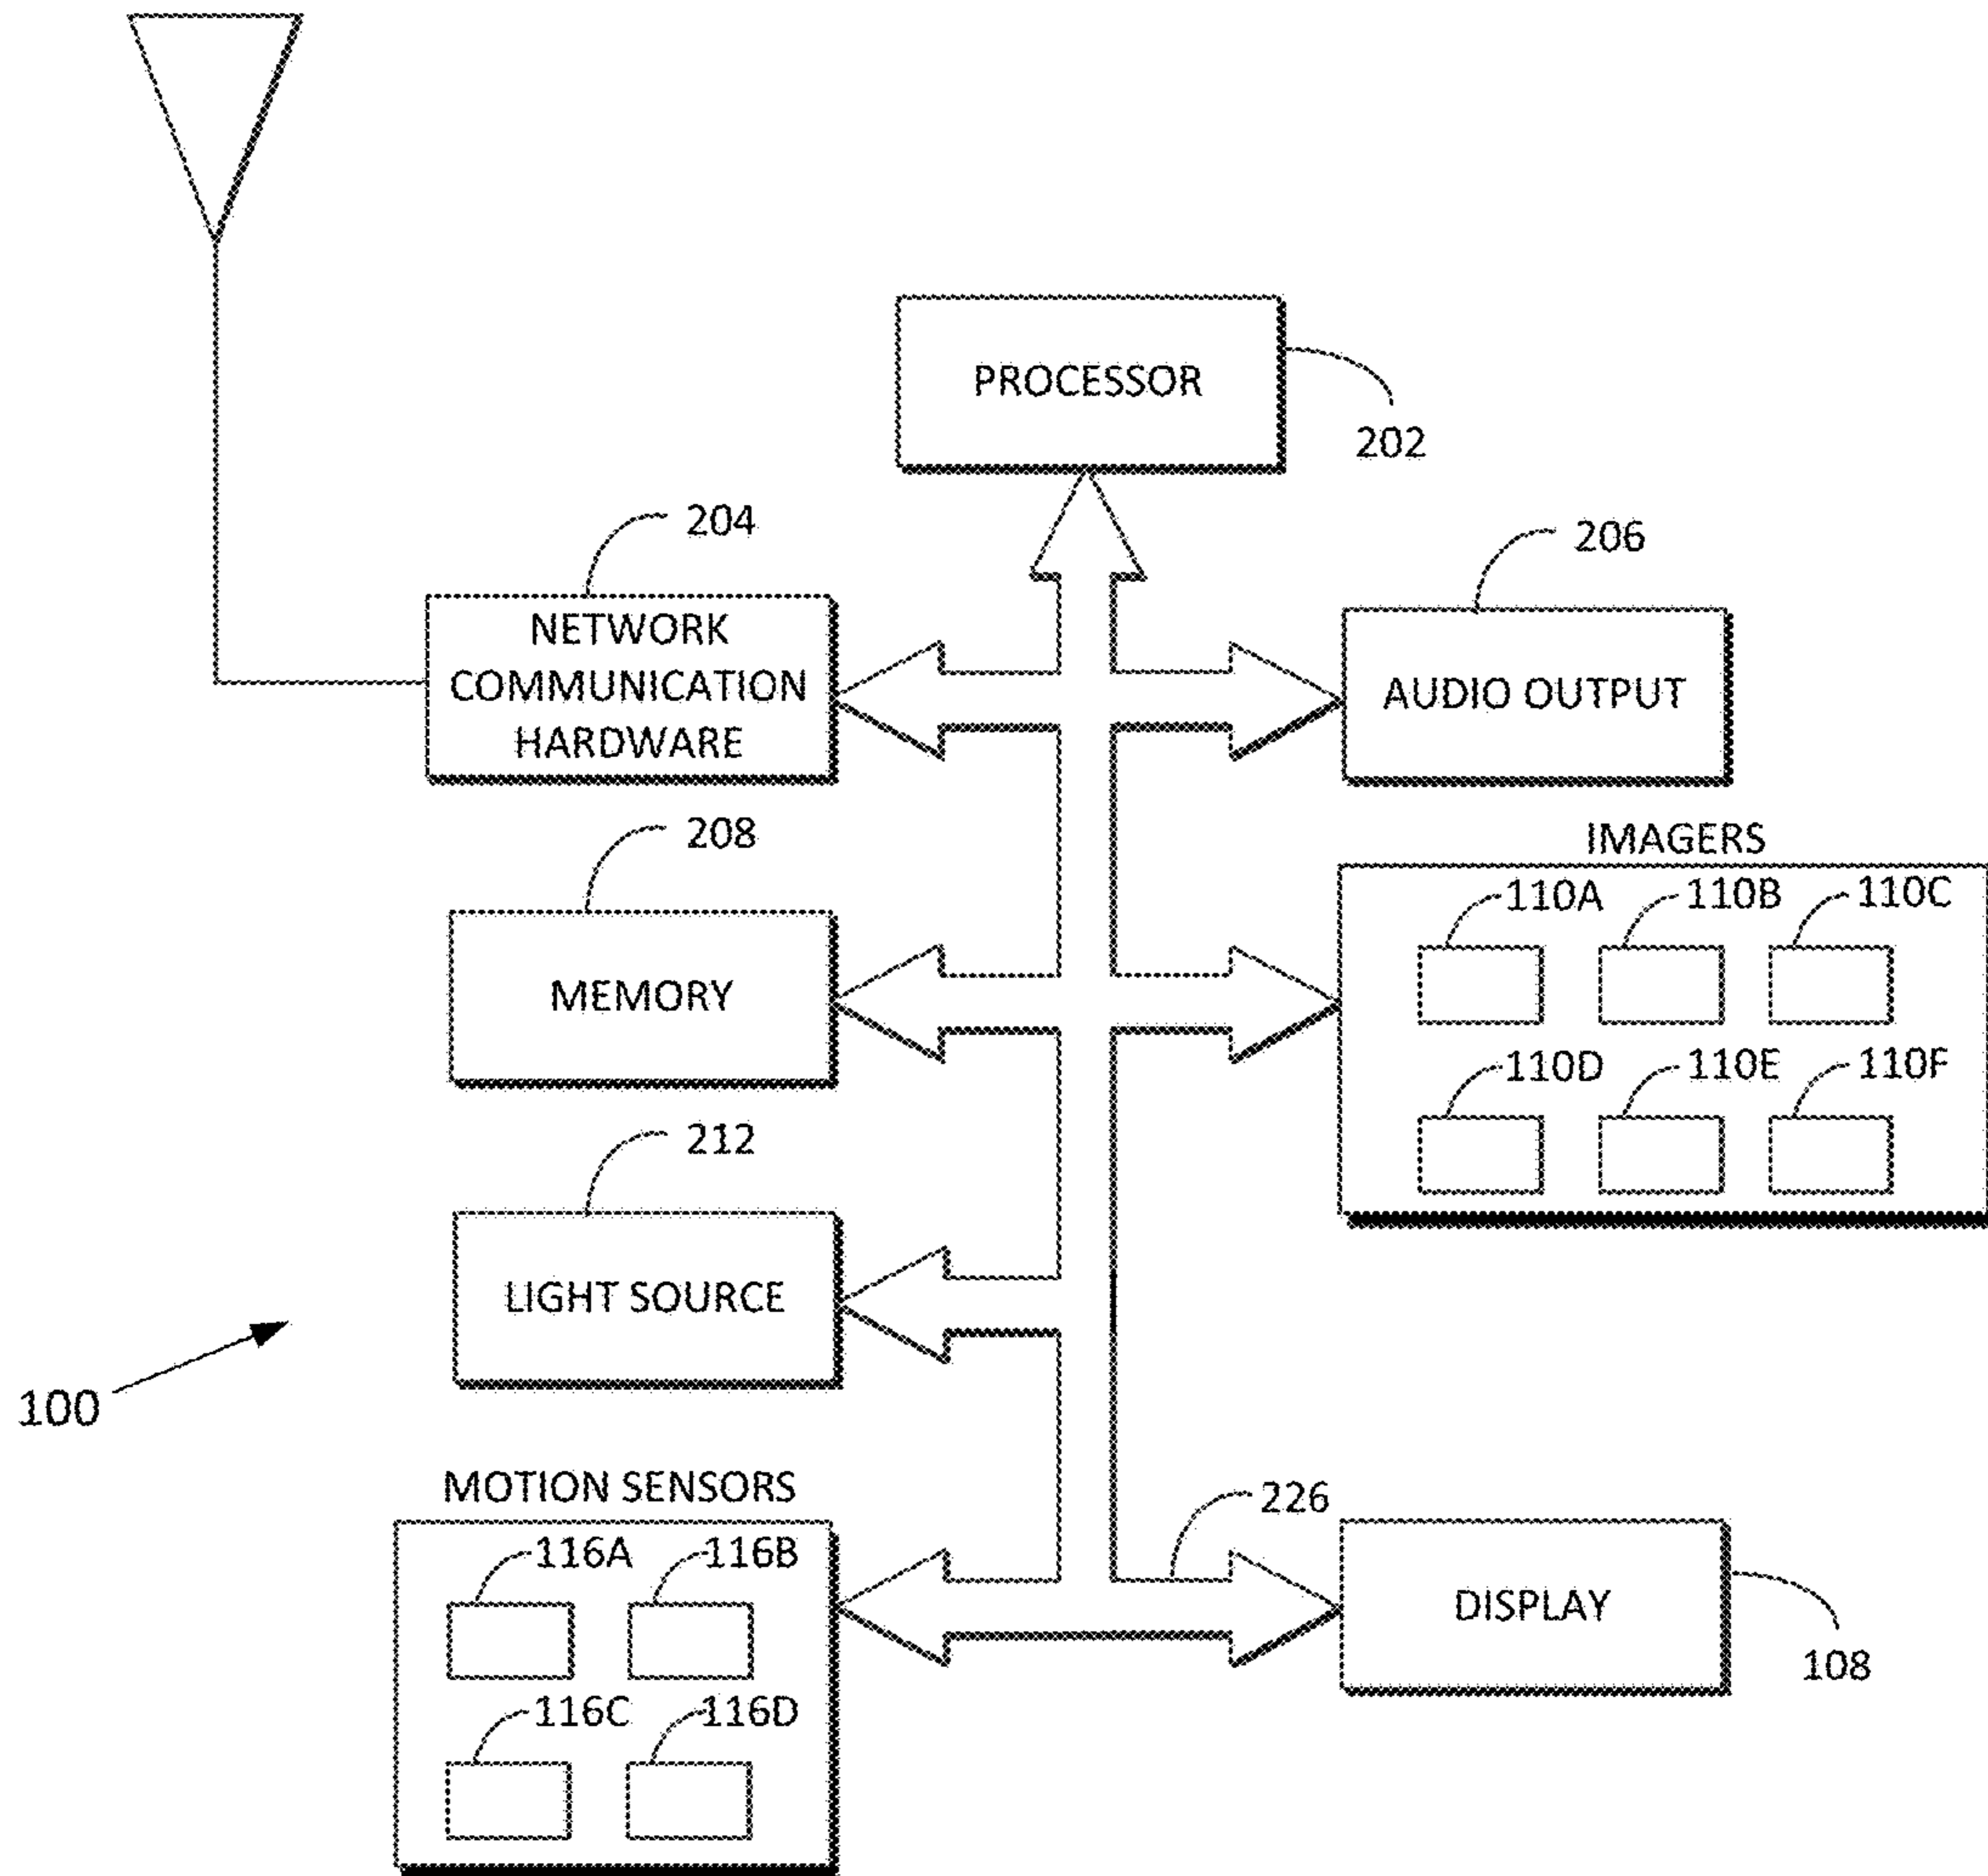 PROCESSOR
202
204
206
NETWORK
COMMUNICATION
HARDWARE
AUDIO OUTPUT
208
IMAGERS
110A
110B
110C
MEMORY
110D
110E
110F
212
LIGHT SOURCE
100
MOTION SENSORS
226
116A
116B
DISPLAY
108
116C
116D